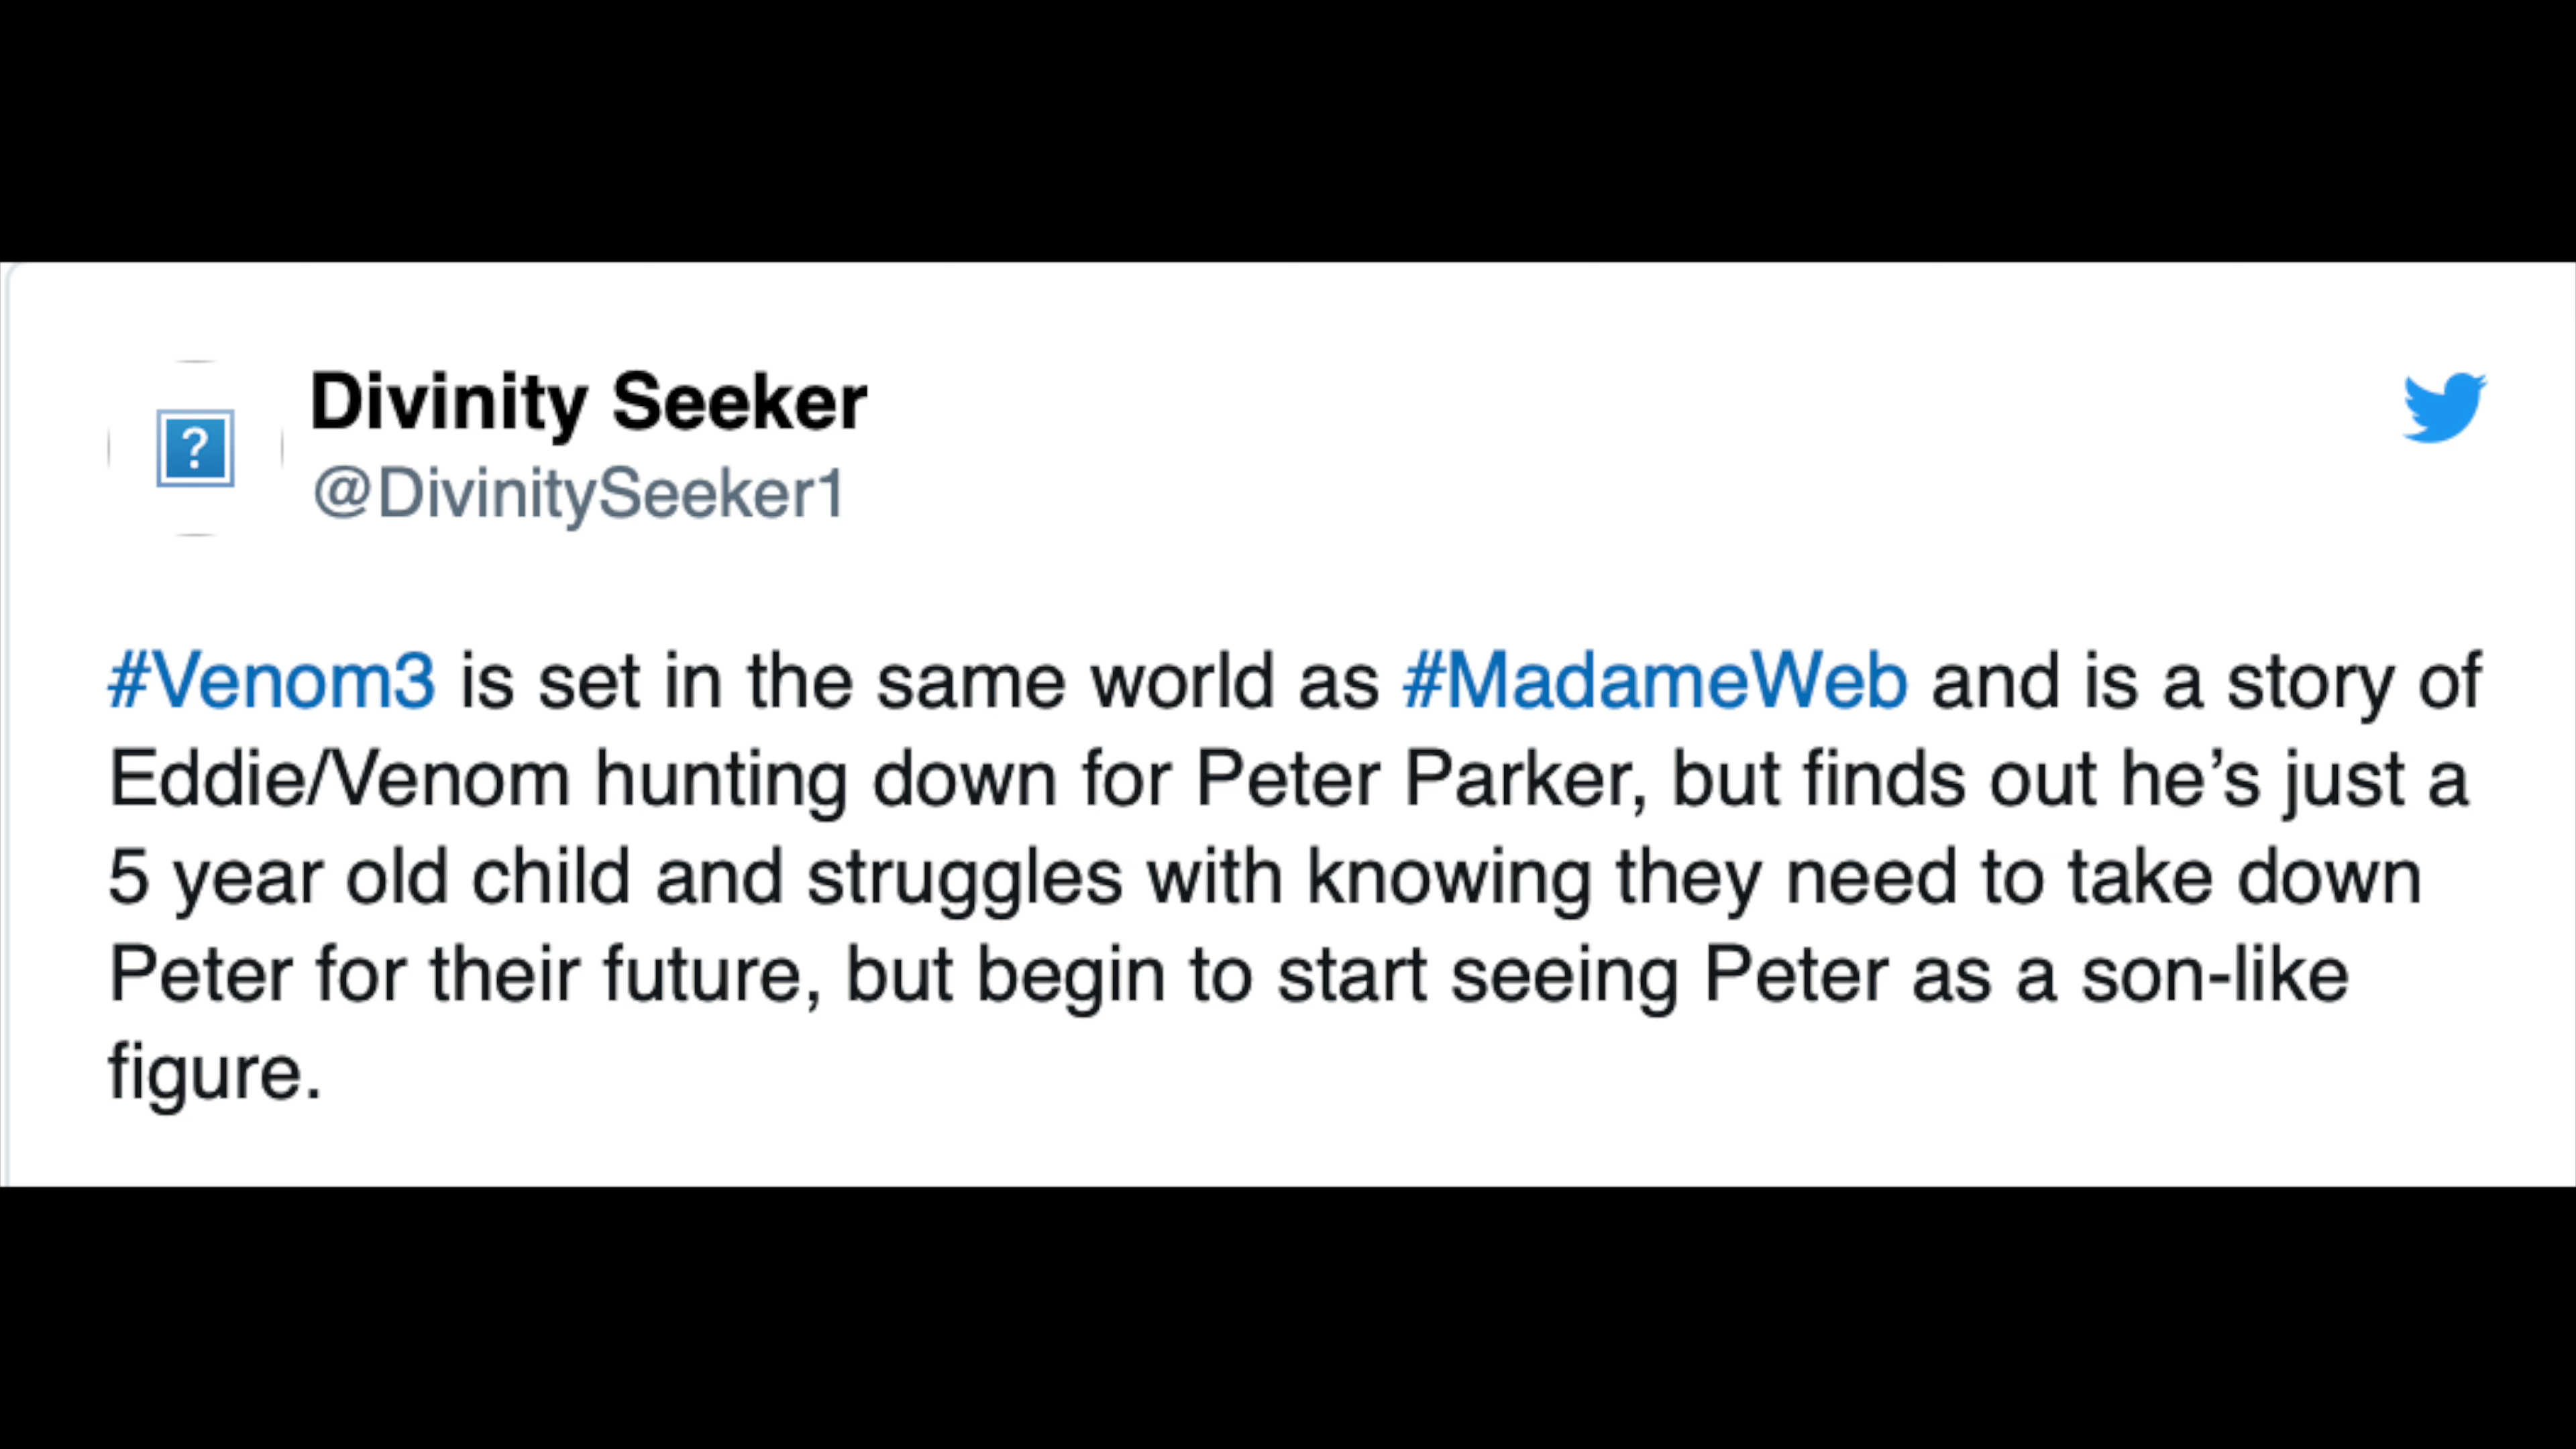 Divinity Seeker
@DivinitySeeker1
#Venom3 is set in the same world as #MadameWeb and is a story of
Eddie/Venom hunting down for Peter Parker, but finds out he’s just a
5 year old child and struggles with knowing they need to take down
Peter for their future, but begin to start seeing Peter as a son-like
figure.